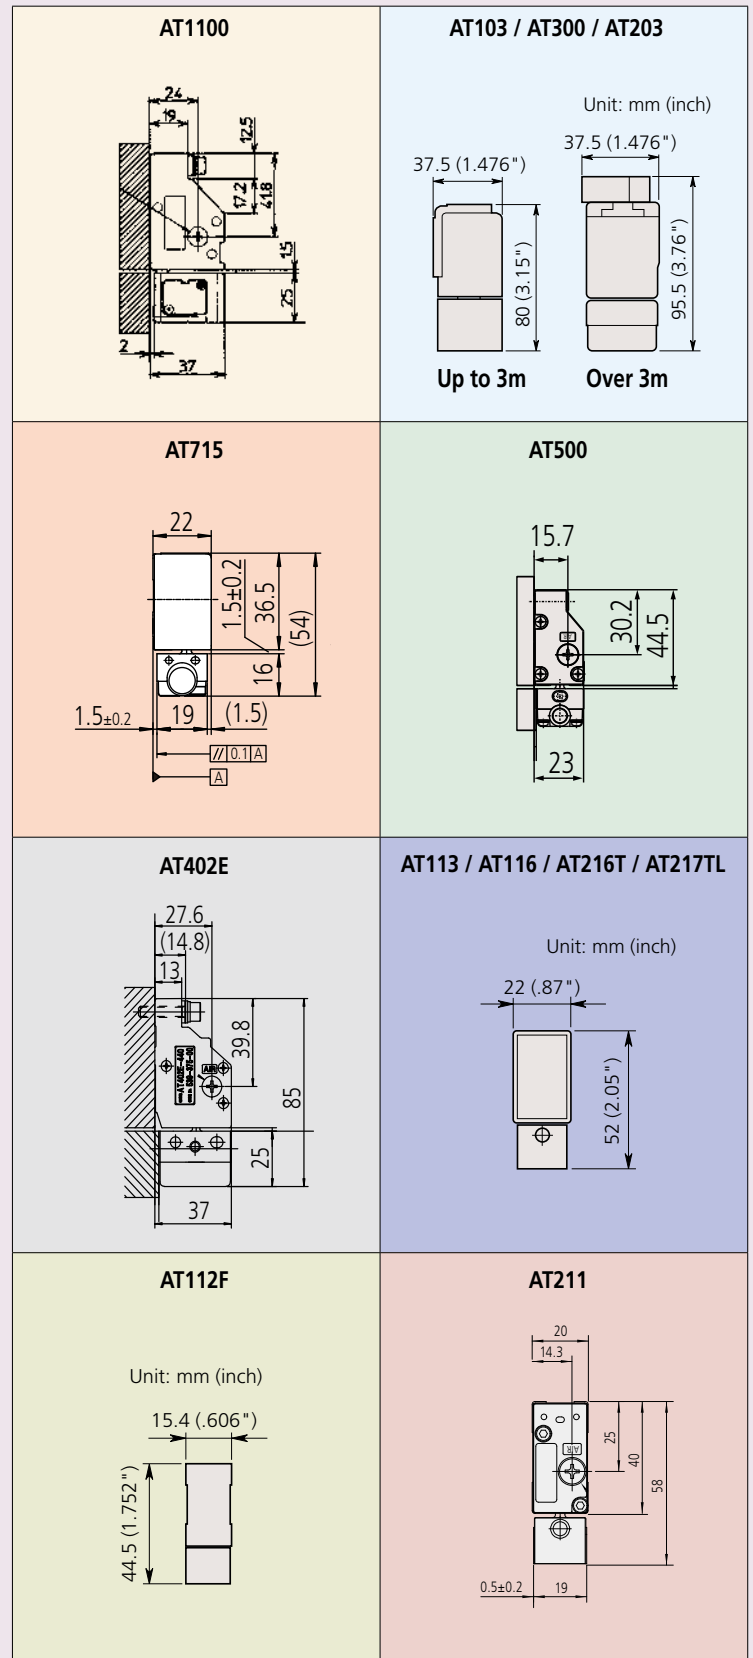 AT1100
24
19
12.5
17.2
41.8
1.5
25
2
37
AT103 / AT300 / AT203
Unit: mm (inch)
37.5 (1.476")
37.5 (1.476")
80 (3.15")
95.5 (3.76")
Up to 3m
Over 3m
AT715
22
1.5±0.2
36.5
(54)
16
1.5±0.2
19
(1.5)
// 0.1 A
A
AT500
15.7
30.2
44.5
23
AT402E
27.6
(14.8)
13
39.8
85
AIR
25
37
AT113 / AT116 / AT216T / AT217TL
Unit: mm (inch)
22 (.87")
52 (2.05")
AT112F
Unit: mm (inch)
15.4 (.606")
44.5 (1.752")
AT211
20
14.3
AIR
25
40
58
0.5±0.2
19